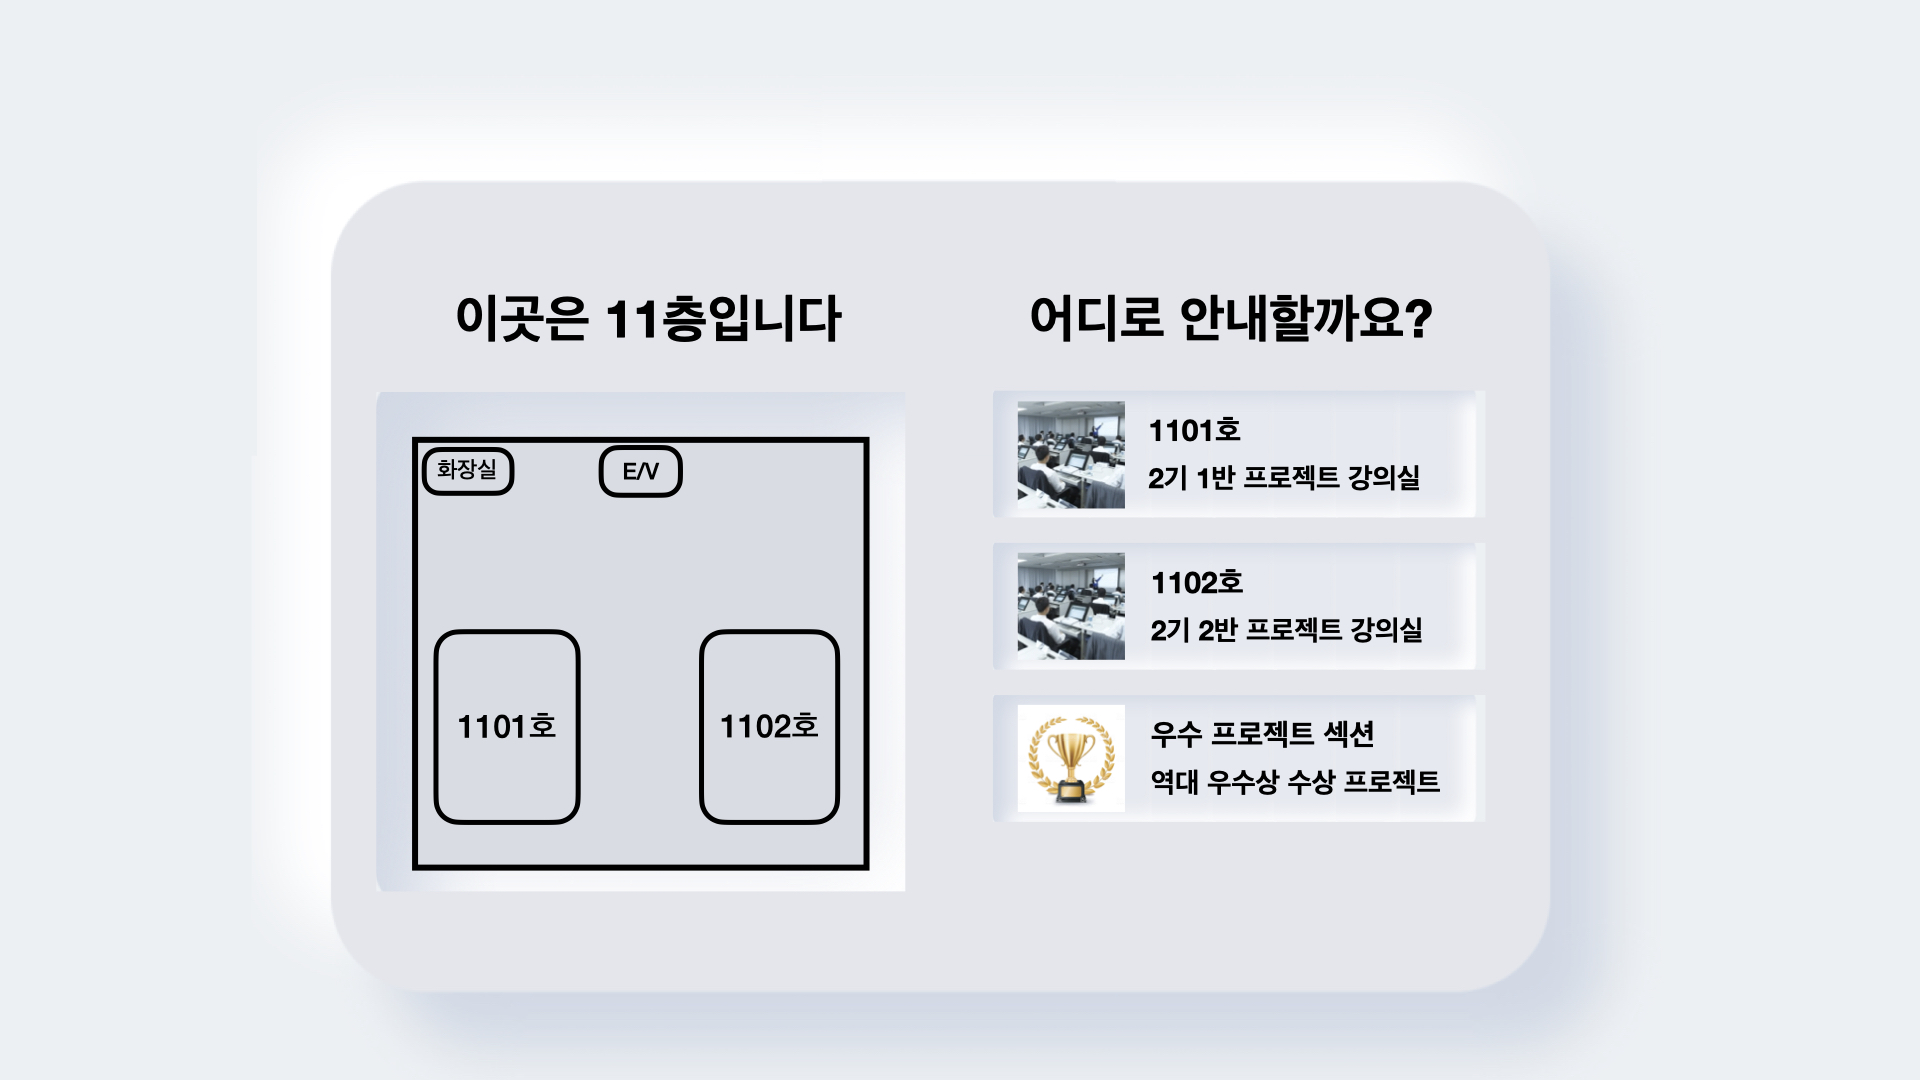 이곳은 11층입니다
화장실
E/V
1101호
1102호
어디로 안내할까요?
1101호
2기 1반 프로젝트 강의실
1102호
2기 2반 프로젝트 강의실
우수 프로젝트 섹션
역대 우수상 수상 프로젝트